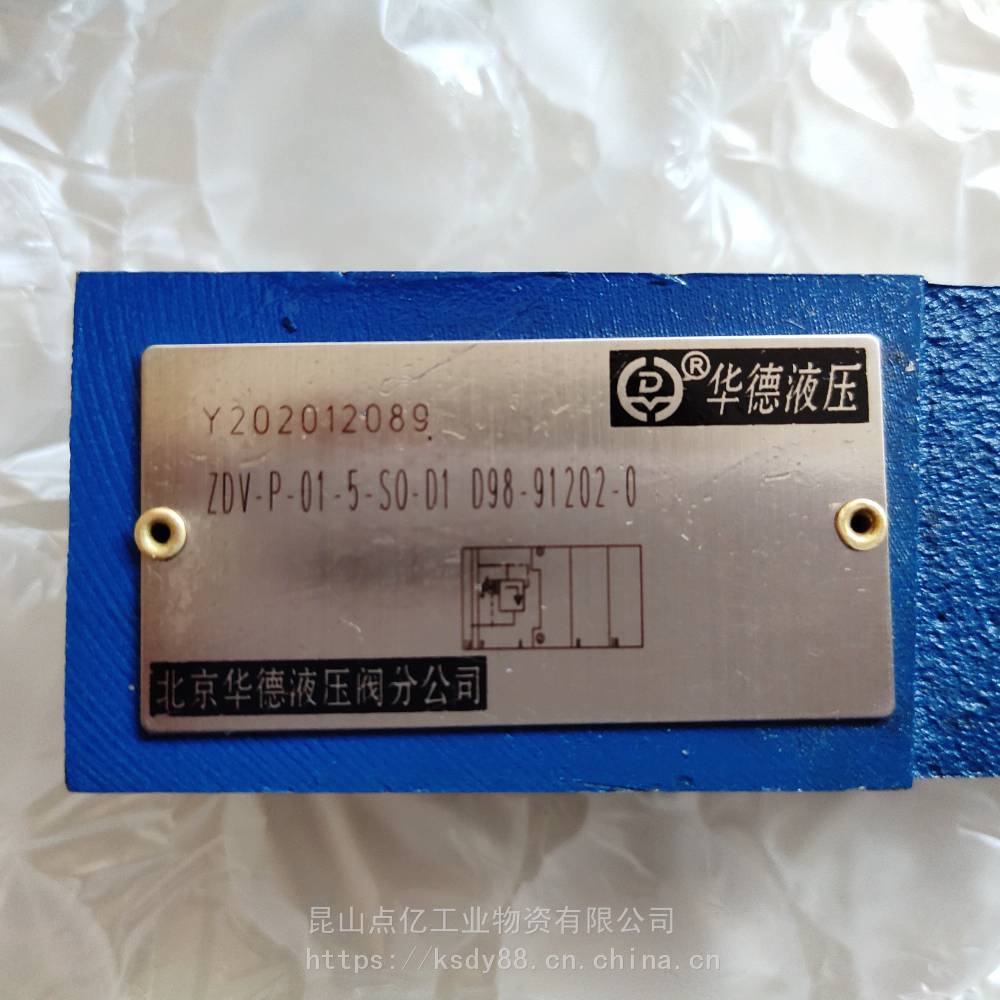 ® 华德液压
Y202012089
ZDV-P-01-5-S0-D1 D98-91202-0
北京华德液压阀分公司
昆山点亿工业物资有限公司
https://ksdy88.cn.china.cn